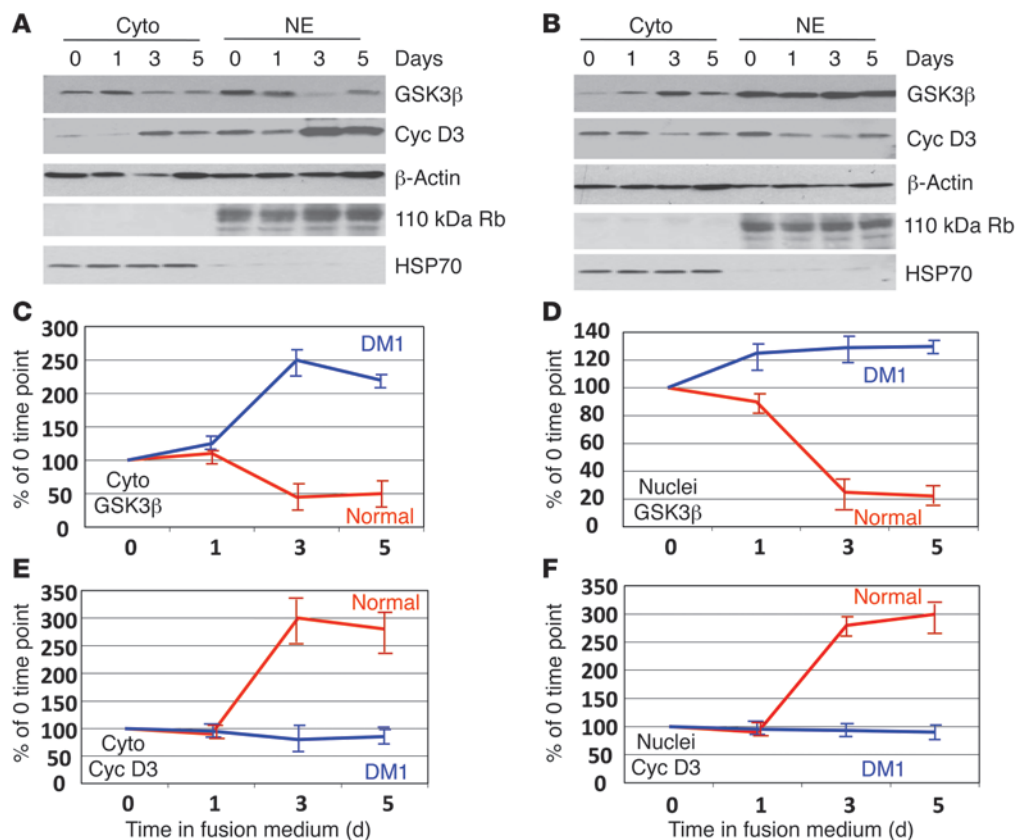 A
Cyto NE
0 1 3 5 0 1 3 5 Days
GSK3β
Cyc D3
β-Actin
110 kDa Rb
HSP70
B
Cyto NE
0 1 3 5 0 1 3 5 Days
GSK3β
Cyc D3
β-Actin
110 kDa Rb
HSP70
C
% of 0 time point
300
250
200
150
100
50
0
DM1
Cyto
GSK3β
Normal
0 1 3 5
D
% of 0 time point
140
120
100
80
60
40
20
0
DM1
Nuclei
GSK3β
Normal
0 1 3 5
E
% of 0 time point
350
300
350
200
150
100
50
0
Normal
Cyto
Cyc D3
DM1
0 1 3 5
Time in fusion medium (d)
F
% of 0 time point
350
300
250
200
150
100
50
0
Normal
Nuclei
Cyc D3
DM1
0 1 3 5
Time in fusion medium (d)